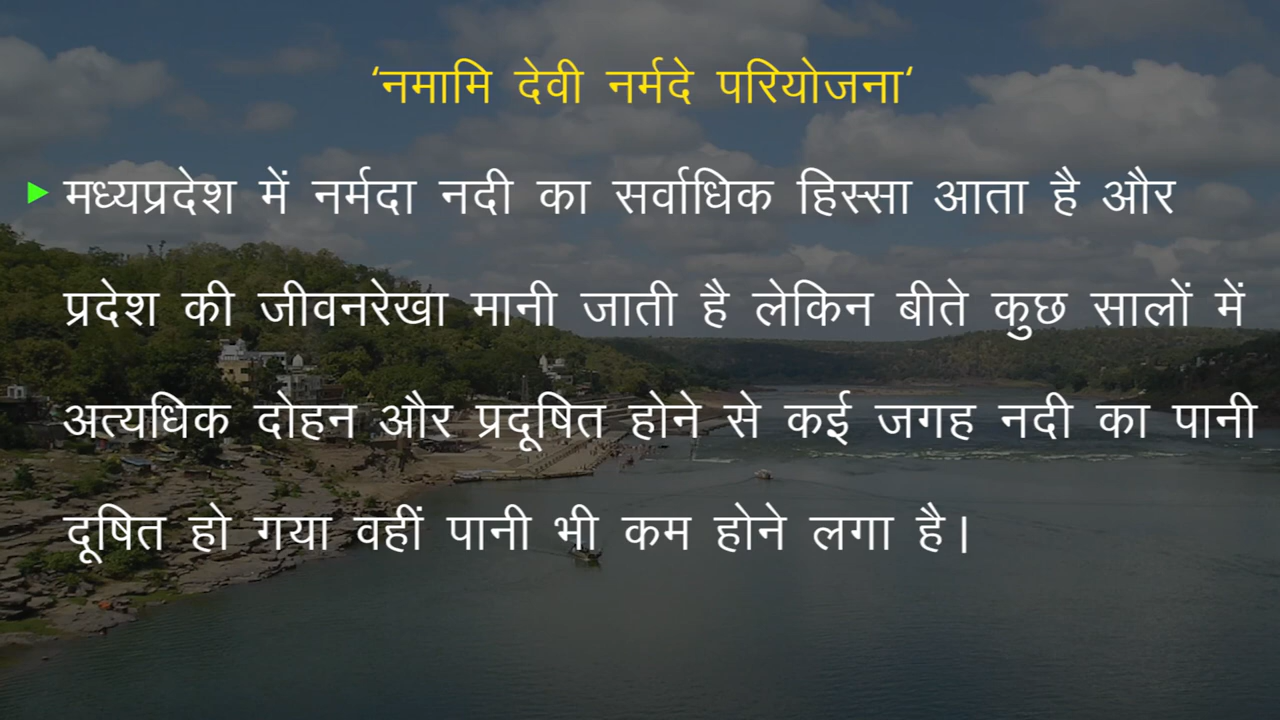 ‘नमामि देवी नर्मदे परियोजना‘
मध्यप्रदेश में नर्मदा नदी का सर्वाधिक हिस्सा आता है और
प्रदेश की जीवनरेखा मानी जाती है लेकिन बीते कुछ सालों में
अत्यधिक दोहन और प्रदूषित होने से कई जगह नदी का पानी
दूषित हो गया वहीं पानी भी कम होने लगा है।